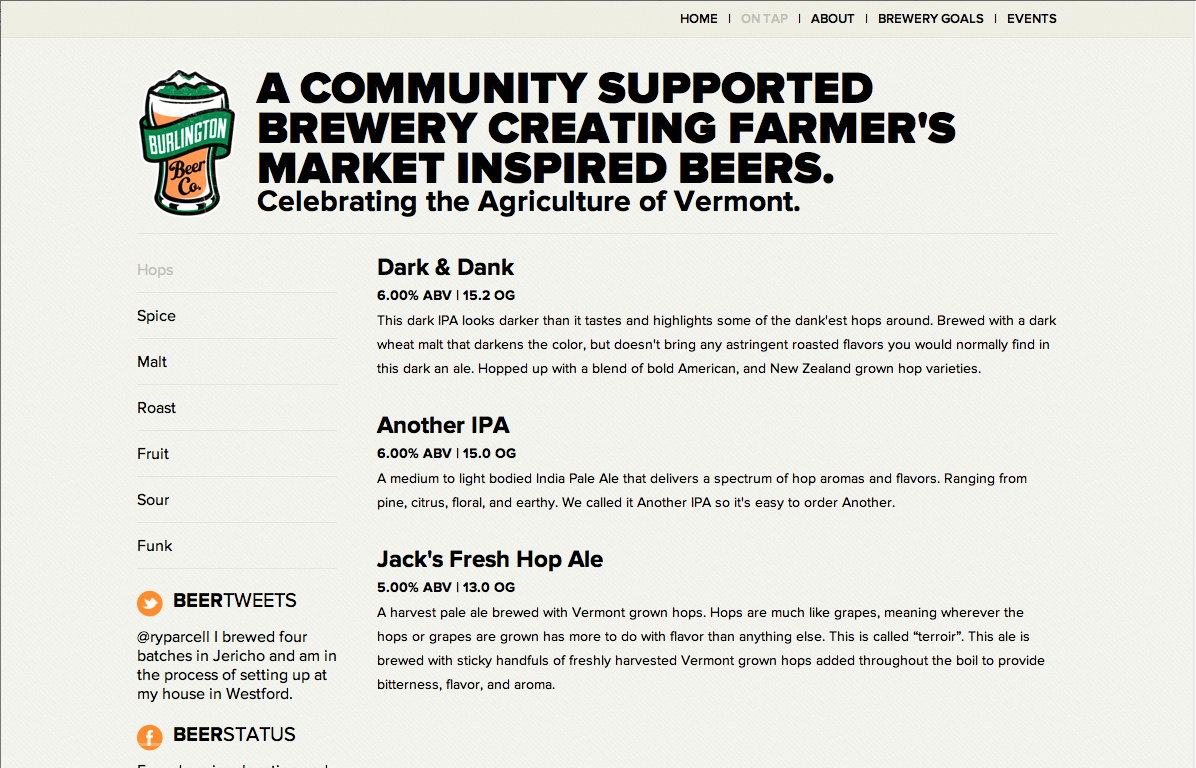 HOME | ON TAP | ABOUT | BREWERY GOALS | EVENTS
BURLINGTON
Beer
Co.
A COMMUNITY SUPPORTED
BREWERY CREATING FARMER'S
MARKET INSPIRED BEERS.
Celebrating the Agriculture of Vermont.
Hops
Spice
Malt
Roast
Fruit
Sour
Funk
BEERTWEETS
@ryparcell I brewed four
batches in Jericho and am in
the process of setting up at
my house in Westford.
BEERSTATUS
Dark & Dank
6.00% ABV | 15.2 OG
This dark IPA looks darker than it tastes and highlights some of the dank'est hops around. Brewed with a dark
wheat malt that darkens the color, but doesn't bring any astringent roasted flavors you would normally find in
this dark an ale. Hopped up with a blend of bold American, and New Zealand grown hop varieties.
Another IPA
6.00% ABV | 15.0 OG
A medium to light bodied India Pale Ale that delivers a spectrum of hop aromas and flavors. Ranging from
pine, citrus, floral, and earthy. We called it Another IPA so it's easy to order Another.
Jack's Fresh Hop Ale
5.00% ABV | 13.0 OG
A harvest pale ale brewed with Vermont grown hops. Hops are much like grapes, meaning wherever the
hops or grapes are grown has more to do with flavor than anything else. This is called “terroir”. This ale is
brewed with sticky handfuls of freshly harvested Vermont grown hops added throughout the boil to provide
bitterness, flavor, and aroma.